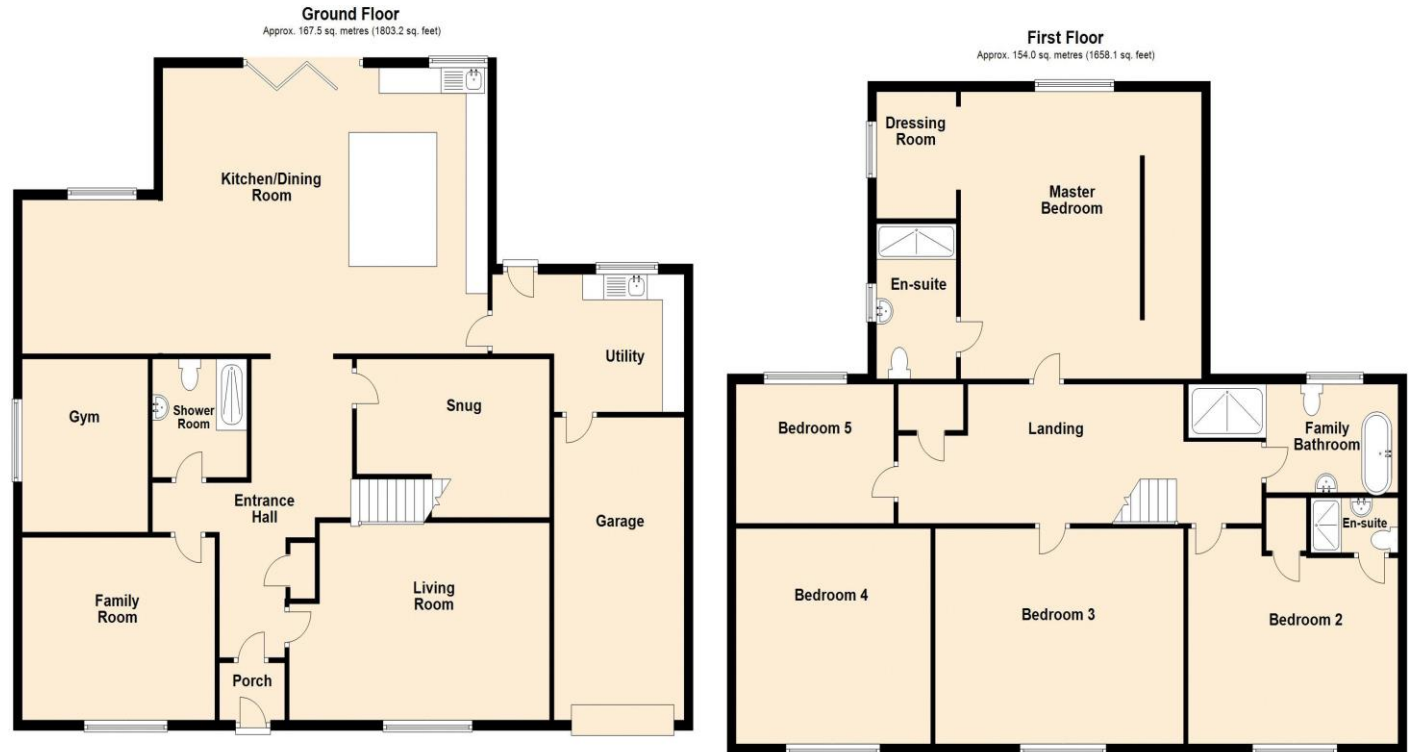 Ground Floor
Approx. 167.5 sq. metres (1803.2 sq. feet)
Kitchen/Dining
Room
Utility
Gym
Shower
Room
Snug
Entrance
Hall
Garage
Family
Room
Living
Room
Porch
First Floor
Approx. 154.0 sq. metres (1658.1 sq. feet)
Dressing
Room
Master
Bedroom
En-suite
Bedroom 5
Landing
Family
Bathroom
En-suite
Bedroom 4
Bedroom 3
Bedroom 2